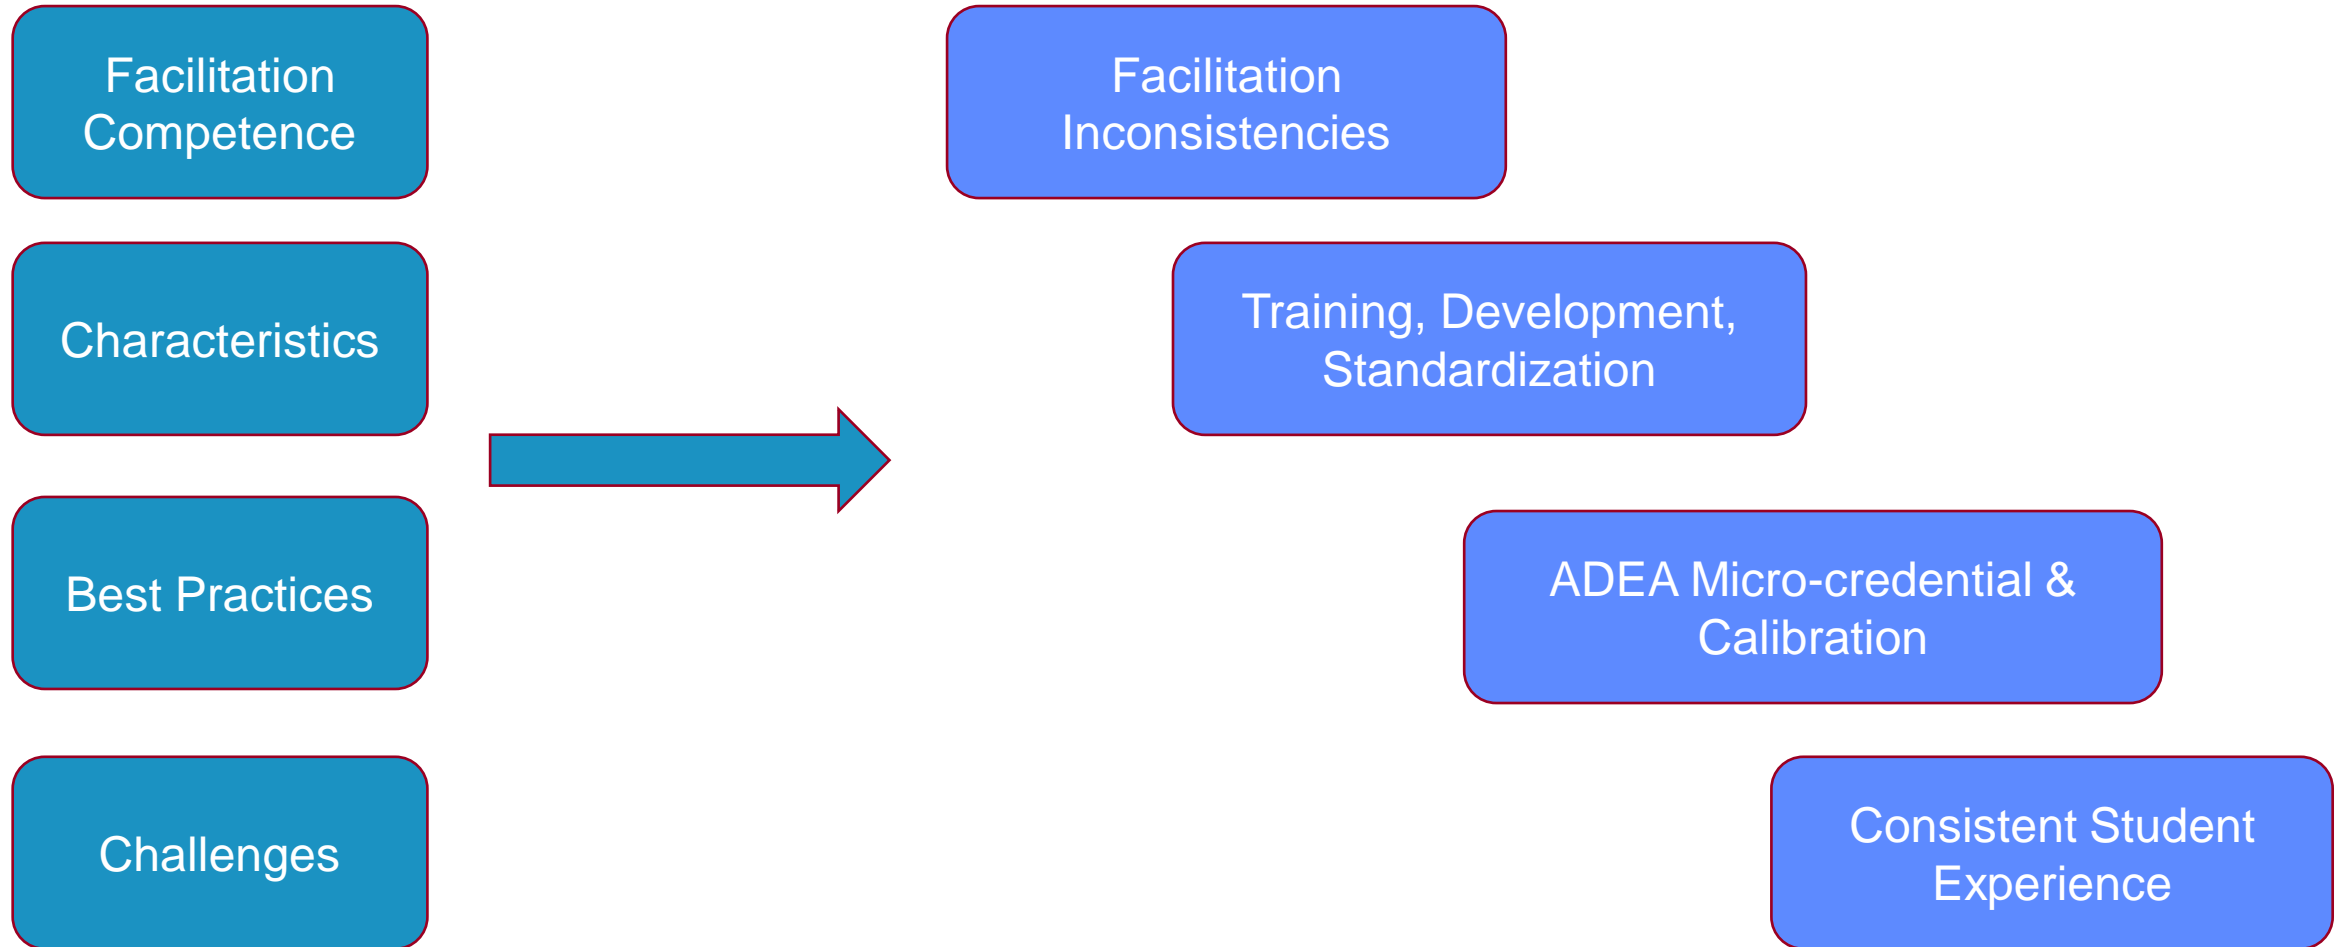 Facilitation
Competence
Characteristics
Best Practices
Challenges
Facilitation
Inconsistencies
Training, Development,
Standardization
ADEA Micro-credential &
Calibration
Consistent Student
Experience